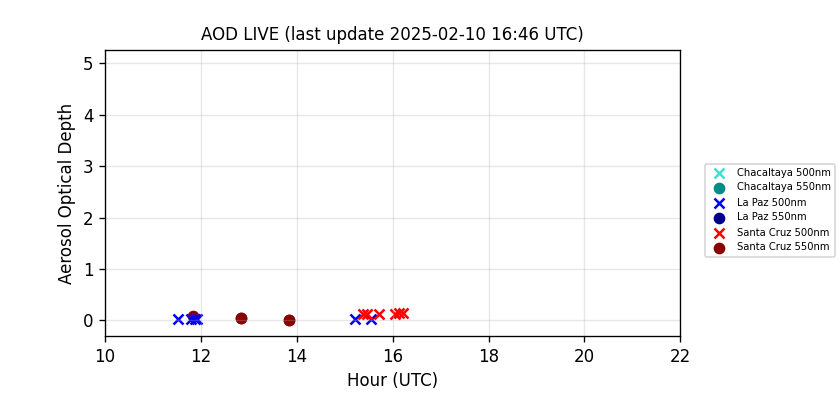 AOD LIVE (last update 2025-02-10 16:46 UTC)
Aerosol Optical Depth
5
4
3
2
1
0
10 12 14 16 18 20 22
Hour (UTC)
Chacaltaya 500nm
Chacaltaya 550nm
La Paz 500nm
La Paz 550nm
Santa Cruz 500nm
Santa Cruz 550nm